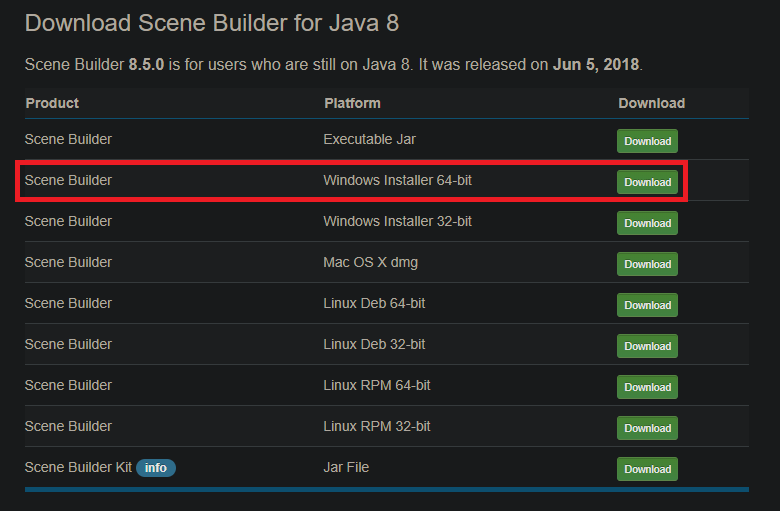 Download Scene Builder for Java 8
Scene Builder 8.5.0 is for users who are still on Java 8. It was released on Jun 5, 2018.
Product Platform Download
Scene Builder Executable Jar Download
Scene Builder Windows Installer 64-bit Download
Scene Builder Windows Installer 32-bit Download
Scene Builder Mac OS X dmg Download
Scene Builder Linux Deb 64-bit Download
Scene Builder Linux Deb 32-bit Download
Scene Builder Linux RPM 64-bit Download
Scene Builder Linux RPM 32-bit Download
Scene Builder Kit info Jar File Download